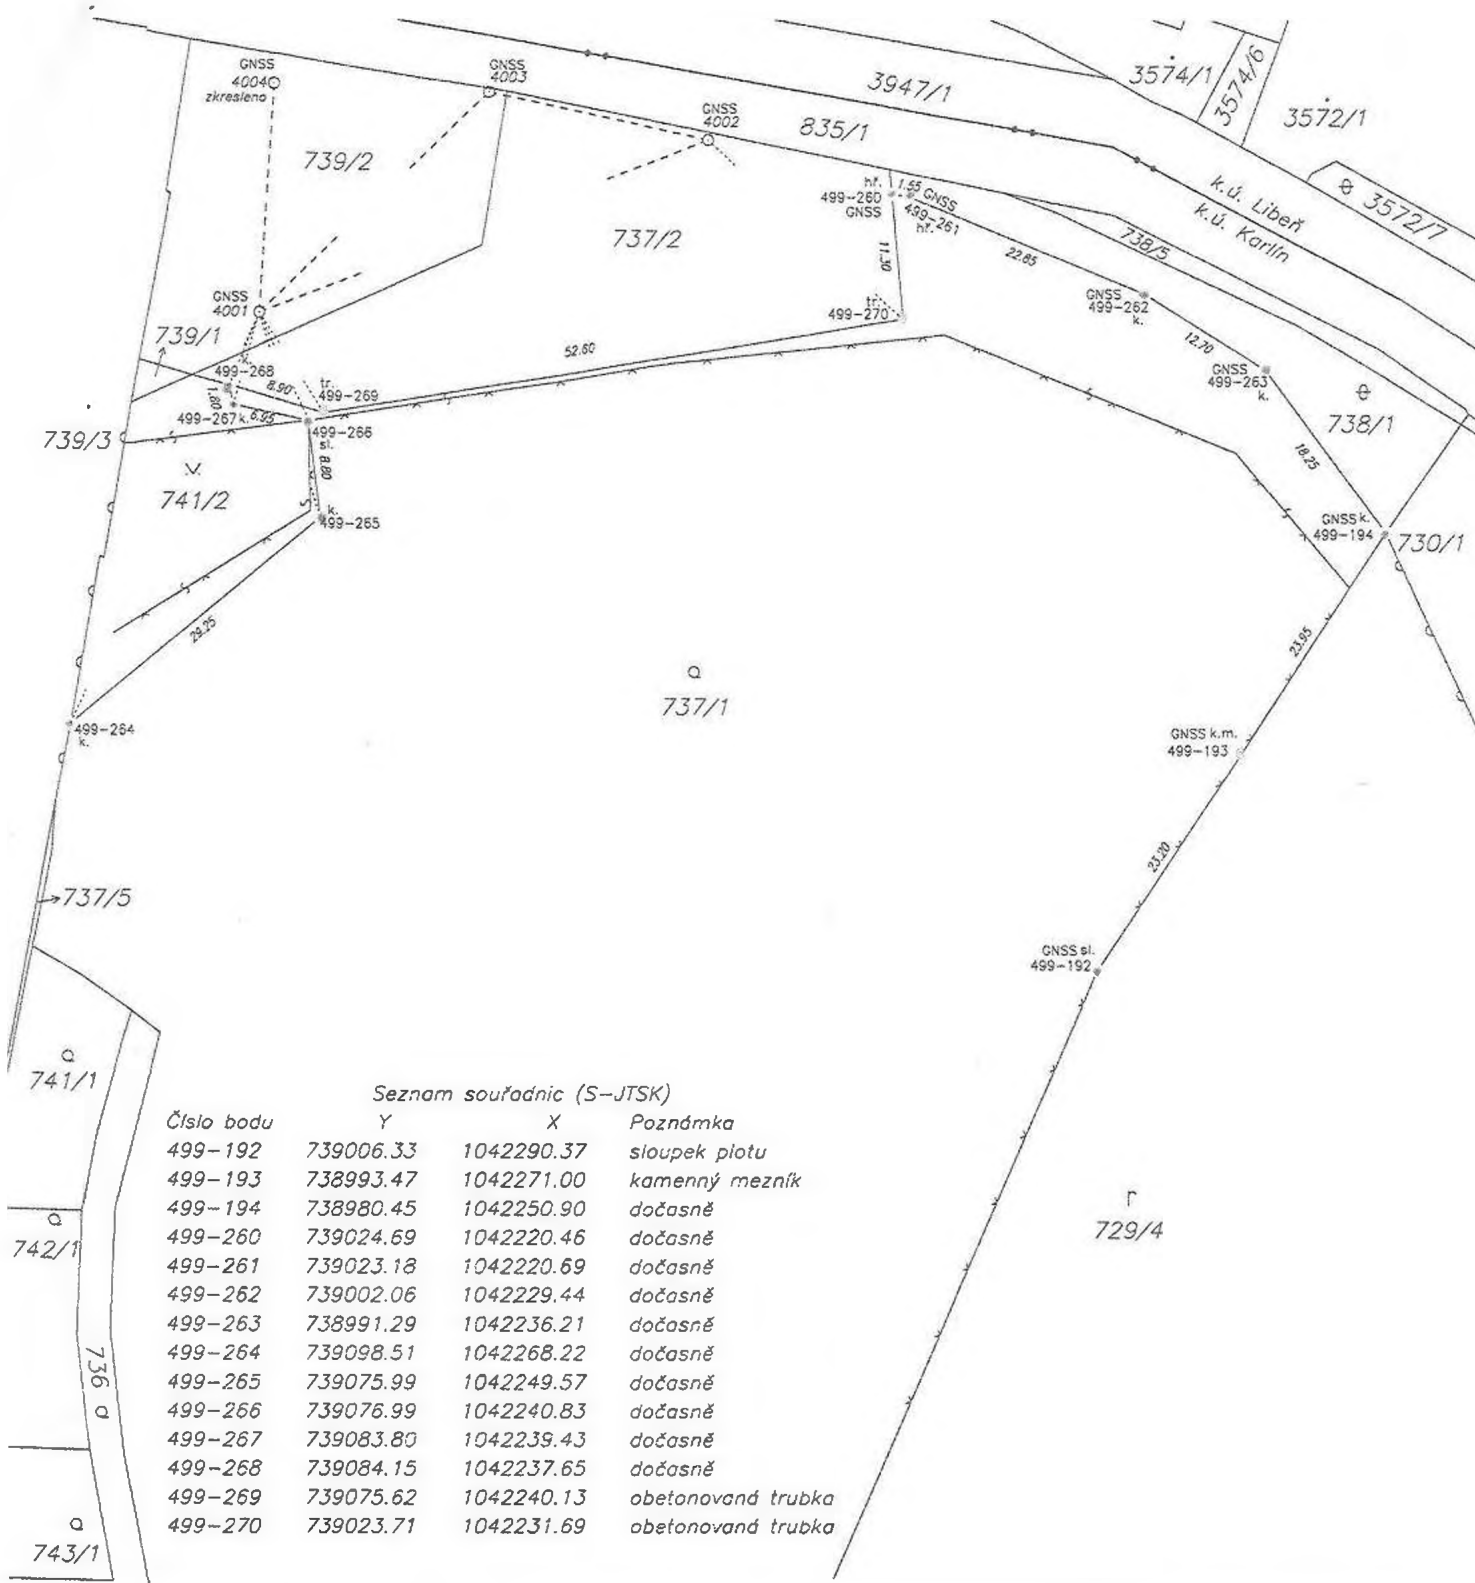 GNSS
4004
zkresleno
GNSS
4003
GNSS
4002
3947/1
835/1
3574/1
3574/6
3572/1
3572/7
k.ú. Libeň
k.ú. Karlín
739/2
737/2
hř.
499-260
GNSS
1.55
GNSS
499-261
hř.
11.30
22.65
738/5
GNSS
499-262
k.
tr.
499-270
GNSS
4001
739/1
52.60
12.70
GNSS
499-263
k.
738/1
k.
499-268
8.90
tr.
499-269
1.80
499-267 k.
6.95
499-266
sl.
739/3
8.80
741/2
k.
499-265
18.25
GNSS k.
499-194
730/1
29.25
23.95
737/1
499-264
k.
GNSS k.m.
499-193
23.20
737/5
GNSS sl.
499-192
741/1
742/1
736
743/1
729/4
Seznam souřadnic (S-JTSK)
Číslo bodu Y X Poznámka
499-192 739006.33 1042290.37 sloupek plotu
499-193 738993.47 1042271.00 kamenný mezník
499-194 738980.45 1042250.90 dočasně
499-260 739024.69 1042220.46 dočasně
499-261 739023.18 1042220.69 dočasně
499-262 739002.06 1042229.44 dočasně
499-263 738991.29 1042236.21 dočasně
499-264 739098.51 1042268.22 dočasně
499-265 739075.99 1042249.57 dočasně
499-266 739076.99 1042240.83 dočasně
499-267 739083.80 1042239.43 dočasně
499-268 739084.15 1042237.65 dočasně
499-269 739075.62 1042240.13 obetonovaná trubka
499-270 739023.71 1042231.69 obetonovaná trubka